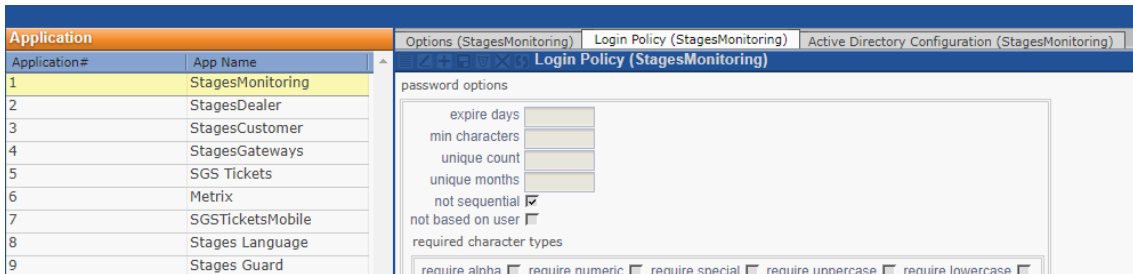 Application
Application# App Name
1 StagesMonitoring
2 StagesDealer
3 StagesCustomer
4 StagesGateways
5 SGS Tickets
6 Metrix
7 SGSTicketsMobile
8 Stages Language
9 Stages Guard
Options (StagesMonitoring) Login Policy (StagesMonitoring) Active Directory Configuration (StagesMonitoring)
Login Policy (StagesMonitoring)
password options
expire days
min characters
unique count
unique months
not sequential
not based on user
required character types
require alpha require numeric require special require uppercase require lowercase